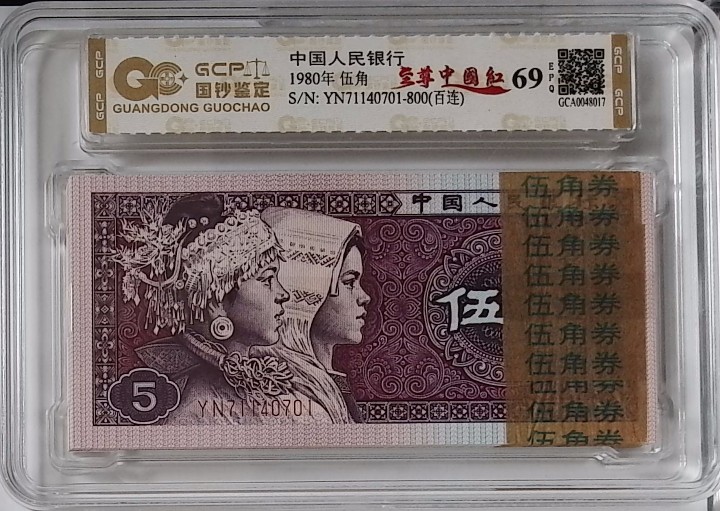 GCP
国钞鉴定
GUANGDONG GUOCHAO
中国人民银行
1980年 伍角
至尊中國紅
69
EPQ
S/N: YN71140701-800(百连)
GCA0048017
GCP
GCP
GCP
GCP
中国人
伍
5
YN71140701
伍角券
伍角券
伍角券
伍角券
伍角券
伍角券
伍角券
伍角券
伍角券
伍角券